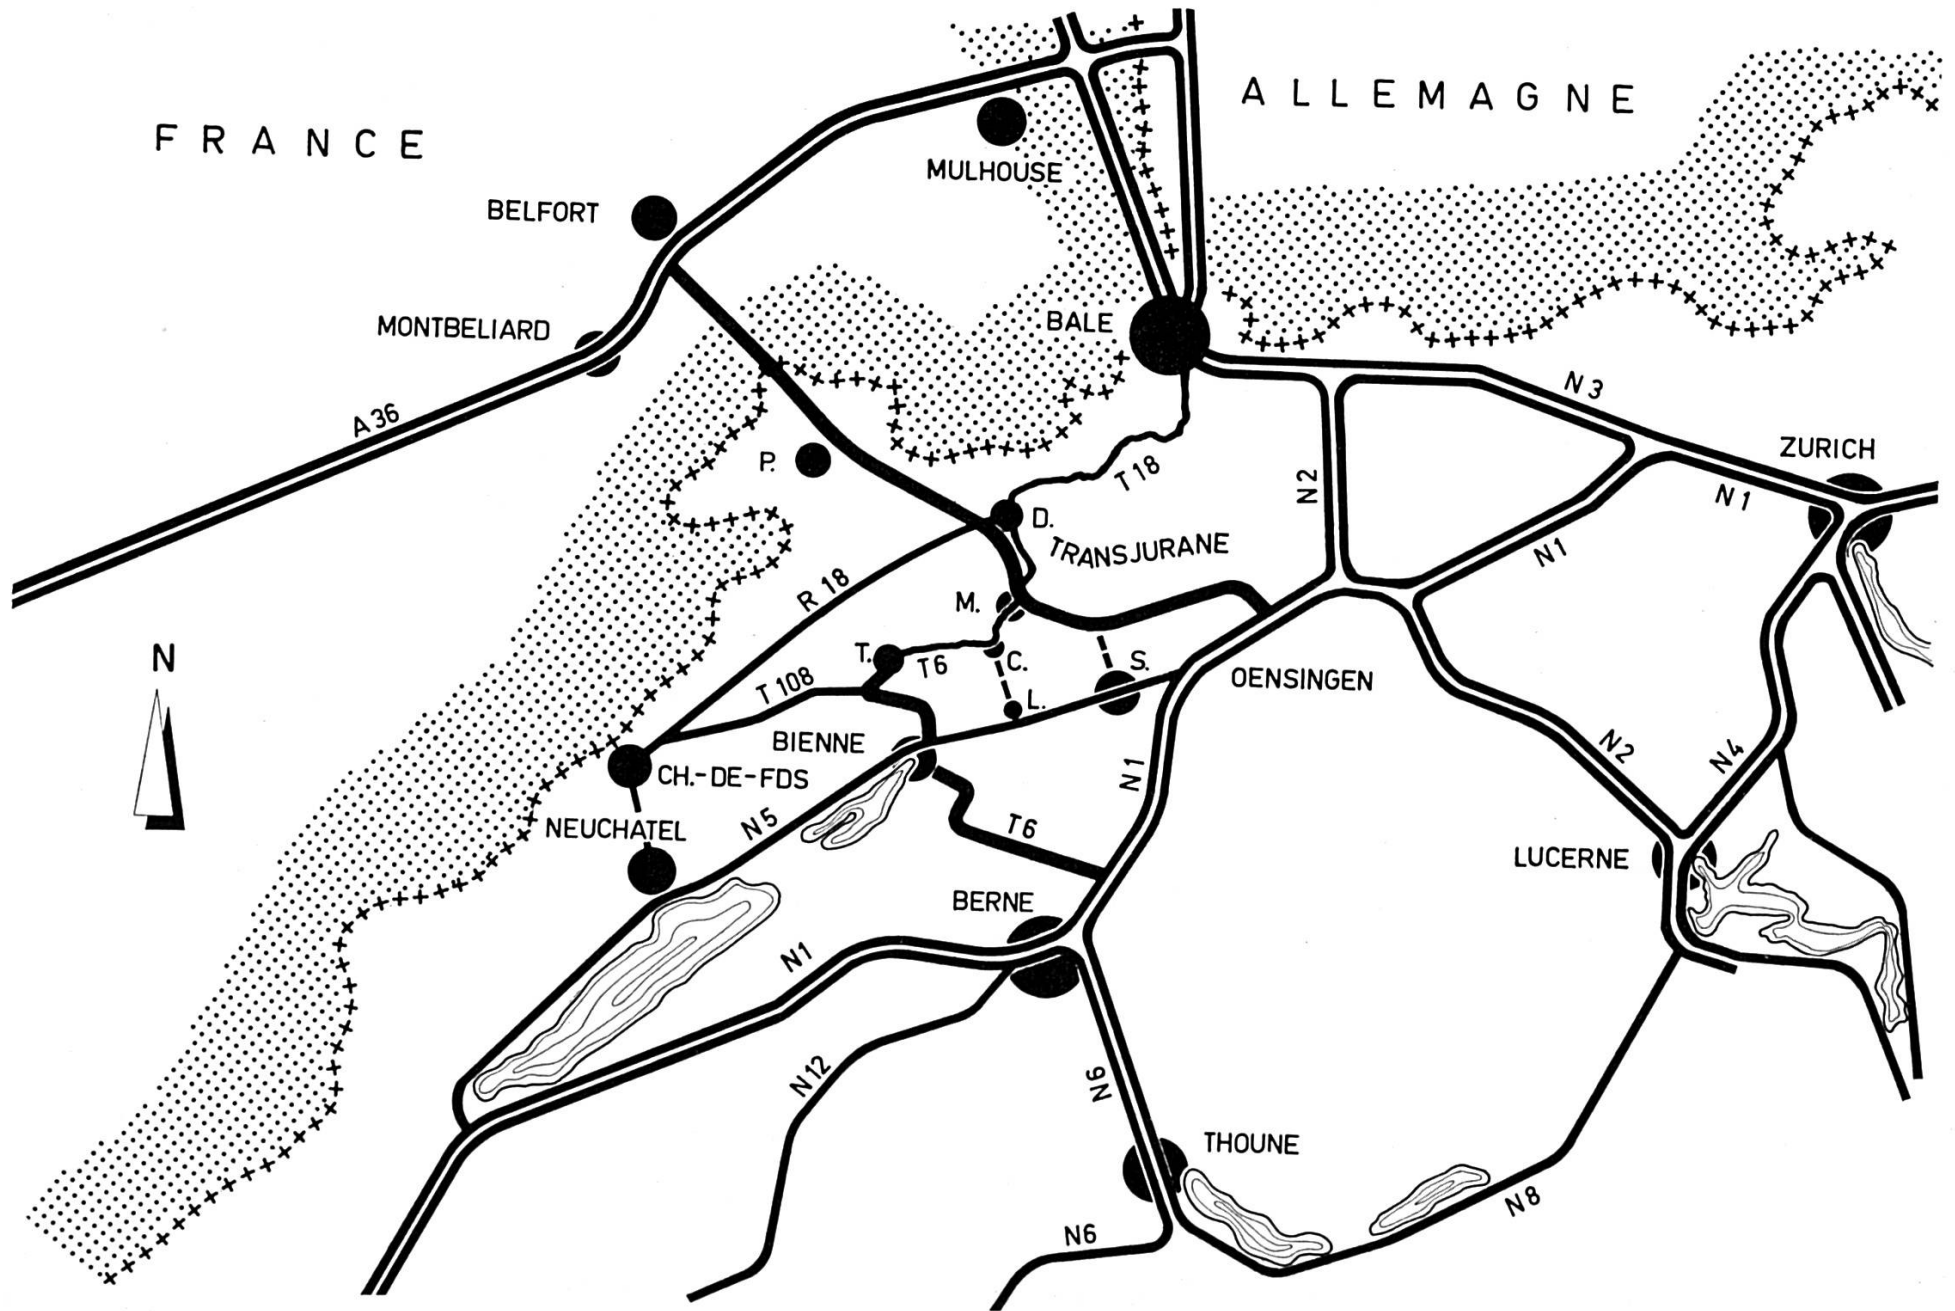 FRANCE
ALLEMAGNE
MULHOUSE
BELFORT
MONTBELIARD
BALE
A 36
N 3
ZURICH
P.
T 18
N 2
N 1
D.
TRANSJURANE
N 1
R 18
M.
N
T.
T 6
C.
S.
OENSINGEN
T 108
L.
BIENNE
CH.-DE-FDS
N 1
N 2
N 4
NEUCHATEL
N 5
T 6
LUCERNE
BERNE
N 1
N 12
N 6
THOUNE
N 8
N 6